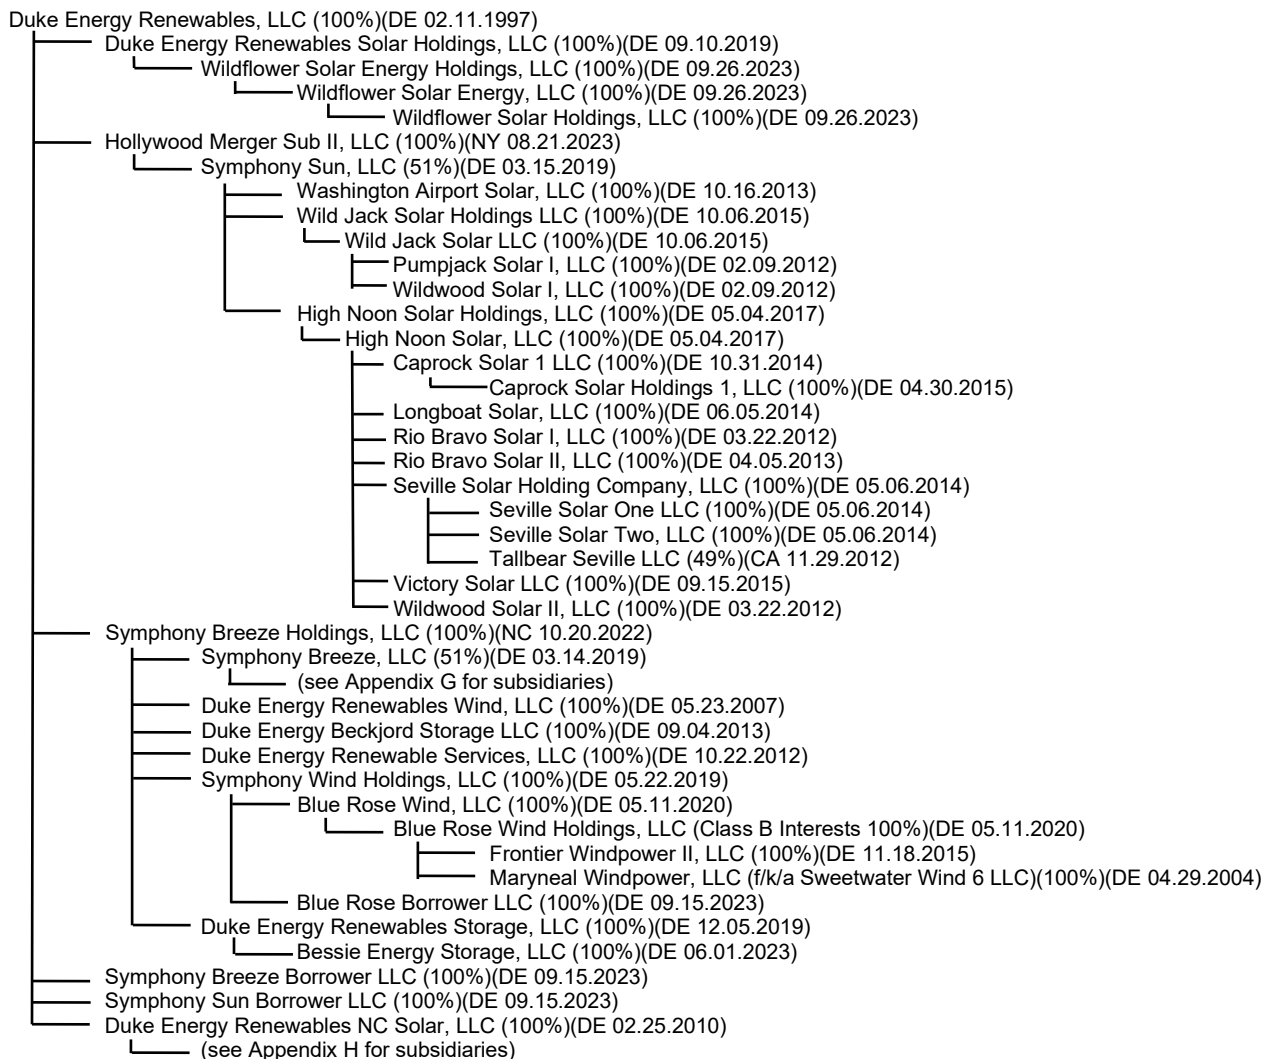 Duke Energy Renewables, LLC (100%)(DE 02.11.1997)
Duke Energy Renewables Solar Holdings, LLC (100%)(DE 09.10.2019)
Wildflower Solar Energy Holdings, LLC (100%)(DE 09.26.2023)
Wildflower Solar Energy, LLC (100%)(DE 09.26.2023)
Wildflower Solar Holdings, LLC (100%)(DE 09.26.2023)
Hollywood Merger Sub II, LLC (100%)(NY 08.21.2023)
Symphony Sun, LLC (51%)(DE 03.15.2019)
Washington Airport Solar, LLC (100%)(DE 10.16.2013)
Wild Jack Solar Holdings LLC (100%)(DE 10.06.2015)
Wild Jack Solar LLC (100%)(DE 10.06.2015)
Pumpjack Solar I, LLC (100%)(DE 02.09.2012)
Wildwood Solar I, LLC (100%)(DE 02.09.2012)
High Noon Solar Holdings, LLC (100%)(DE 05.04.2017)
High Noon Solar, LLC (100%)(DE 05.04.2017)
Caprock Solar 1 LLC (100%)(DE 10.31.2014)
Caprock Solar Holdings 1, LLC (100%)(DE 04.30.2015)
Longboat Solar, LLC (100%)(DE 06.05.2014)
Rio Bravo Solar I, LLC (100%)(DE 03.22.2012)
Rio Bravo Solar II, LLC (100%)(DE 04.05.2013)
Seville Solar Holding Company, LLC (100%)(DE 05.06.2014)
Seville Solar One LLC (100%)(DE 05.06.2014)
Seville Solar Two, LLC (100%)(DE 05.06.2014)
Tallbear Seville LLC (49%)(CA 11.29.2012)
Victory Solar LLC (100%)(DE 09.15.2015)
Wildwood Solar II, LLC (100%)(DE 03.22.2012)
Symphony Breeze Holdings, LLC (100%)(NC 10.20.2022)
Symphony Breeze, LLC (51%)(DE 03.14.2019)
(see Appendix G for subsidiaries)
Duke Energy Renewables Wind, LLC (100%)(DE 05.23.2007)
Duke Energy Beckjord Storage LLC (100%)(DE 09.04.2013)
Duke Energy Renewable Services, LLC (100%)(DE 10.22.2012)
Symphony Wind Holdings, LLC (100%)(DE 05.22.2019)
Blue Rose Wind, LLC (100%)(DE 05.11.2020)
Blue Rose Wind Holdings, LLC (Class B Interests 100%)(DE 05.11.2020)
Frontier Windpower II, LLC (100%)(DE 11.18.2015)
Maryneal Windpower, LLC (f/k/a Sweetwater Wind 6 LLC)(100%)(DE 04.29.2004)
Blue Rose Borrower LLC (100%)(DE 09.15.2023)
Duke Energy Renewables Storage, LLC (100%)(DE 12.05.2019)
Bessie Energy Storage, LLC (100%)(DE 06.01.2023)
Symphony Breeze Borrower LLC (100%)(DE 09.15.2023)
Symphony Sun Borrower LLC (100%)(DE 09.15.2023)
Duke Energy Renewables NC Solar, LLC (100%)(DE 02.25.2010)
(see Appendix H for subsidiaries)